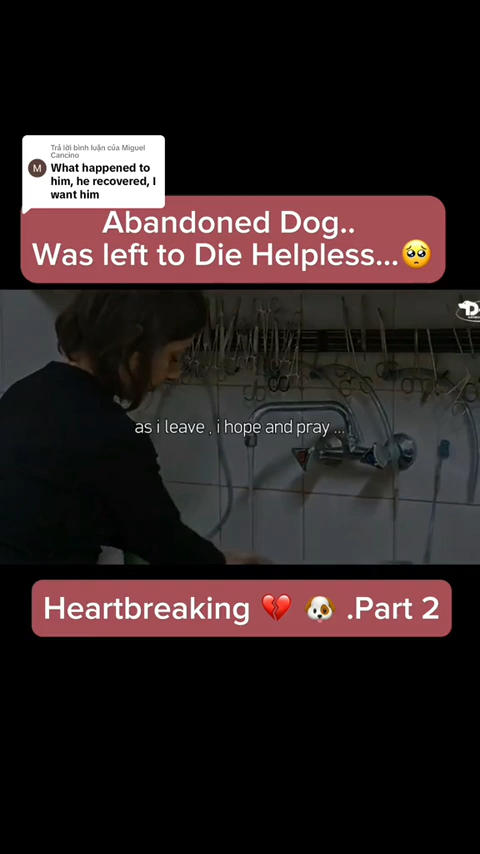 Trả lời bình luận của Miguel
Cancino
M
What happened to
him, he recovered, I
want him
Abandoned Dog..
Was left to Die Helpless...🥺
as i leave , i hope and pray ...
Heartbreaking 💔 🐶 .Part 2